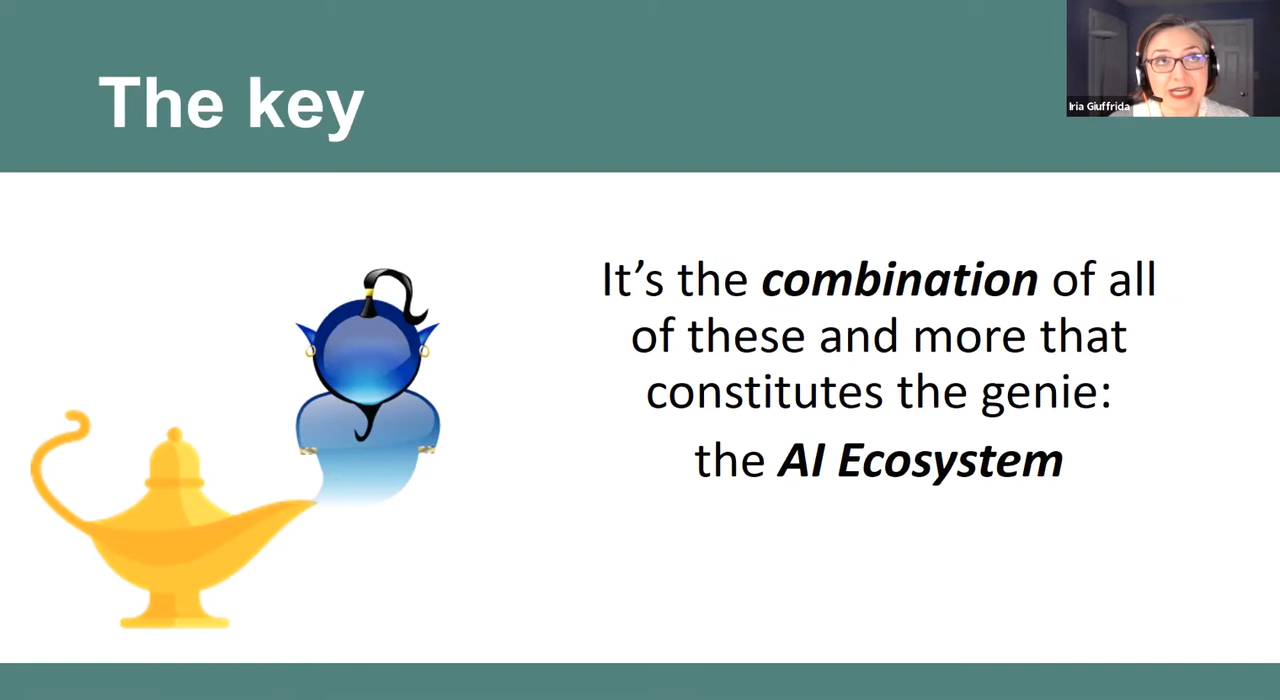 The key
Iria Giuffrida
It’s the combination of all
of these and more that
constitutes the genie:
the AI Ecosystem